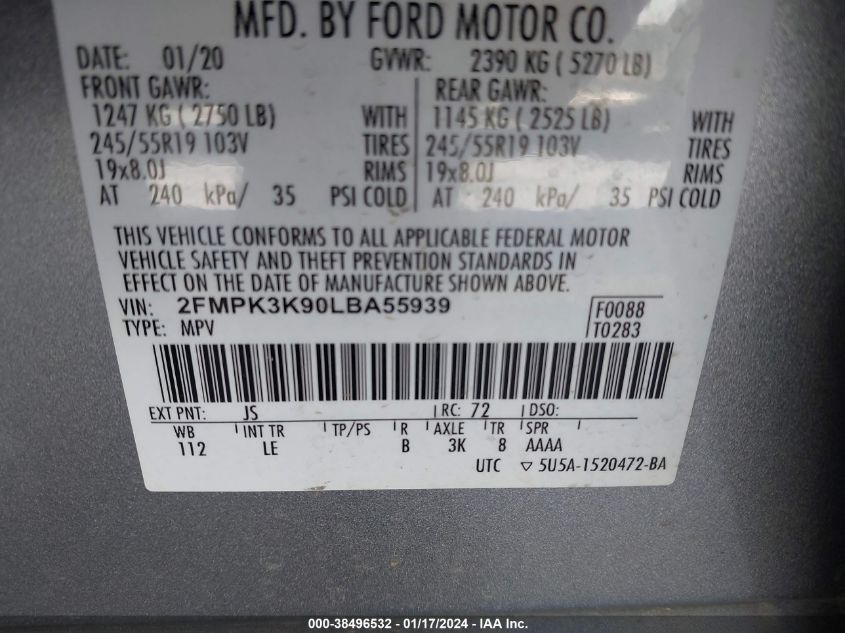 MFD. BY FORD MOTOR CO.
DATE: 01/20 GVWR: 2390 KG ( 5270 LB)
FRONT GAWR: REAR GAWR:
1247 KG ( 2750 LB) WITH 1145 KG ( 2525 LB) WITH
245/55R19 103V TIRES 245/55R19 103V TIRES
19x8.0J RIMS 19x8.0J RIMS
AT 240 kPa/ 35 PSI COLD AT 240 kPa/ 35 PSI COLD
THIS VEHICLE CONFORMS TO ALL APPLICABLE FEDERAL MOTOR
VEHICLE SAFETY AND THEFT PREVENTION STANDARDS IN
EFFECT ON THE DATE OF MANUFACTURE SHOWN ABOVE.
VIN: 2FMPK3K90LBA55939 F0088
TYPE: MPV T0283
EXT PNT: JS RC: 72 DSO:
WB INT TR TP/PS R AXLE TR SPR
112 LE B 3K 8 AAAA
UTC ▽ 5U5A-1520472-BA
000-38496532 - 01/17/2024 - IAA Inc.